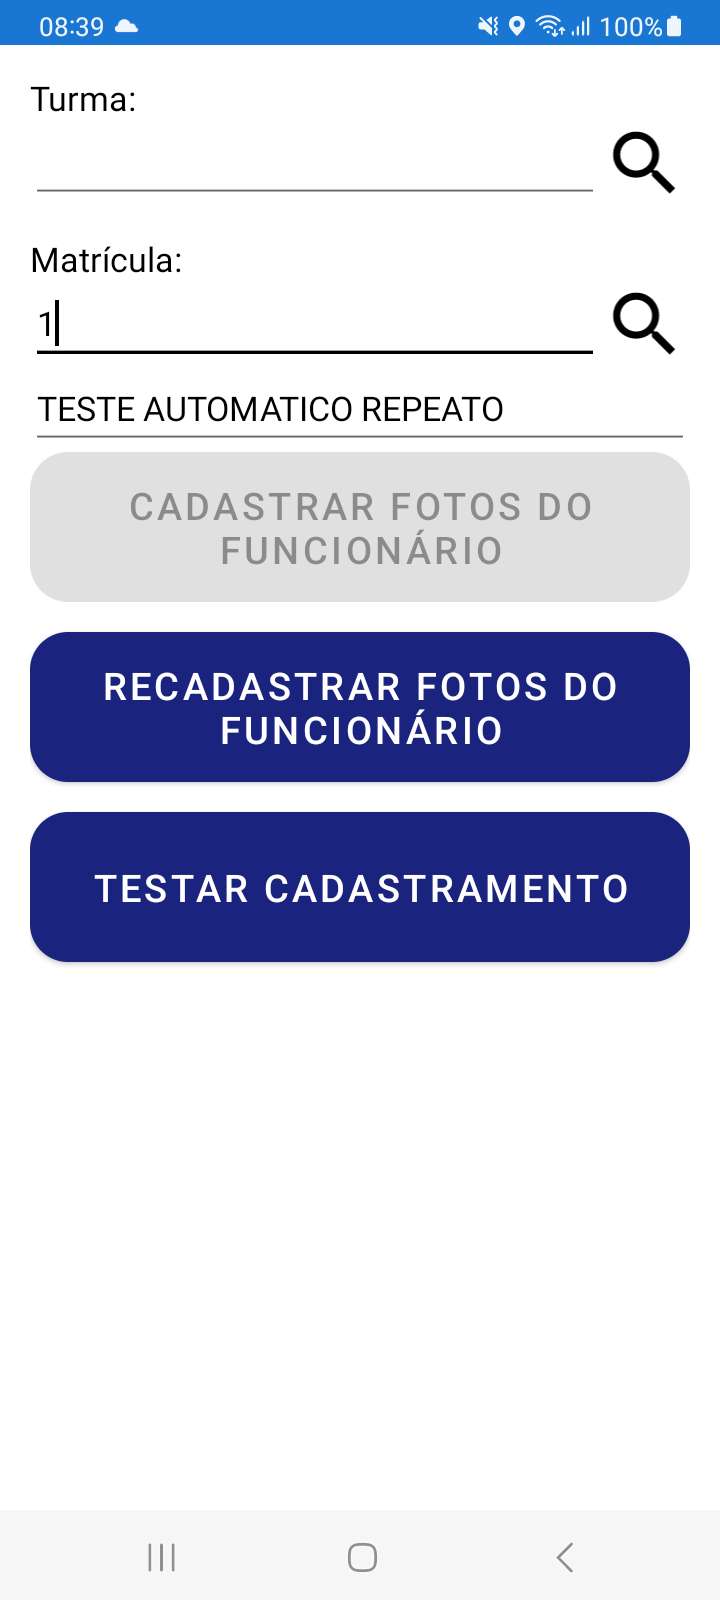 08:39
100%
Turma:
Matrícula:
1
TESTE AUTOMATICO REPEATO
CADASTRAR FOTOS DO
FUNCIONÁRIO
RECADASTRAR FOTOS DO
FUNCIONÁRIO
TESTAR CADASTRAMENTO